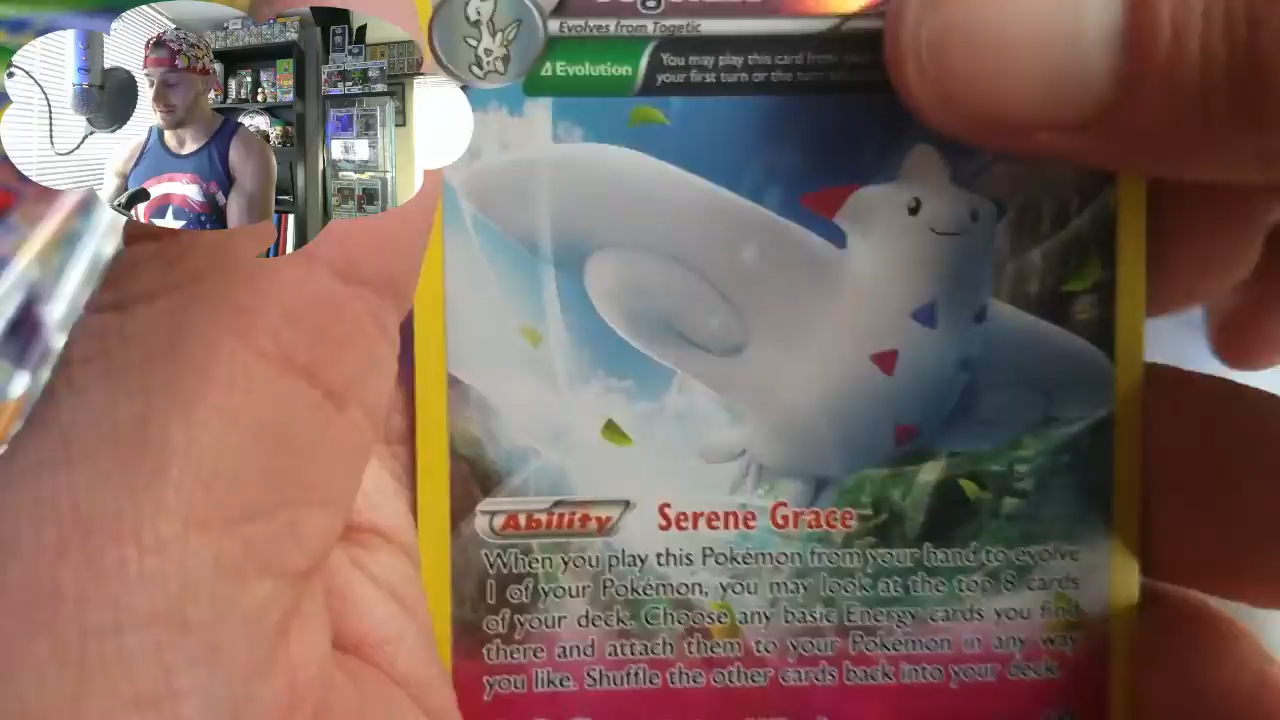 Evolves from Togetic
Δ Evolution
You may play this card from
your first turn or the turn
Ability Serene Grace
When you play this Pokémon from your hand to evolve
1 of your Pokémon, you may look at the top 8 cards
of your deck. Choose any basic Energy cards you find
there and attach them to your Pokémon in any way
you like. Shuffle the other cards back into your deck.